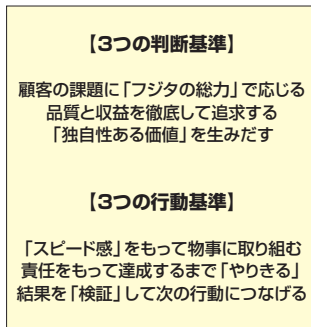 【3つの判断基準】
顧客の課題に「フジタの総力」で応じる
品質と収益を徹底して追求する
「独自性ある価値」を生みだす
【3つの行動基準】
「スピード感」をもって物事に取り組む
責任をもって達成するまで「やりきる」
結果を「検証」して次の行動につなげる